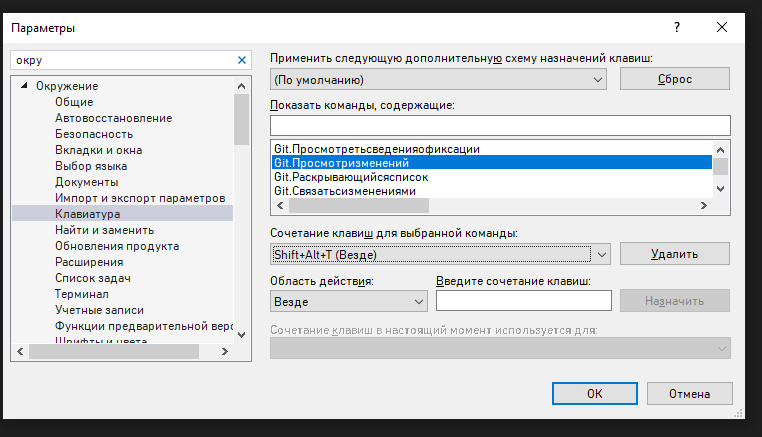 Параметры
?
окру
Окружение
Общие
Автовосстановление
Безопасность
Вкладки и окна
Выбор языка
Документы
Импорт и экспорт параметров
Клавиатура
Найти и заменить
Обновления продукта
Расширения
Список задач
Терминал
Учетные записи
Функции предварительной верс
Шрифты и цвета
Применить следующую дополнительную схему назначений клавиш:
(По умолчанию)
Сброс
Показать команды, содержащие:
Git.Просмотретьсведенияофиксации
Git.Просмотризменений
Git.Раскрывающийсясписок
Git.Связатьсизменениями
Сочетание клавиш для выбранной команды:
Shift+Alt+T (Везде)
Удалить
Область действия:
Введите сочетание клавиш:
Везде
Назначить
Сочетание клавиш в настоящий момент используется для:
ОК
Отмена